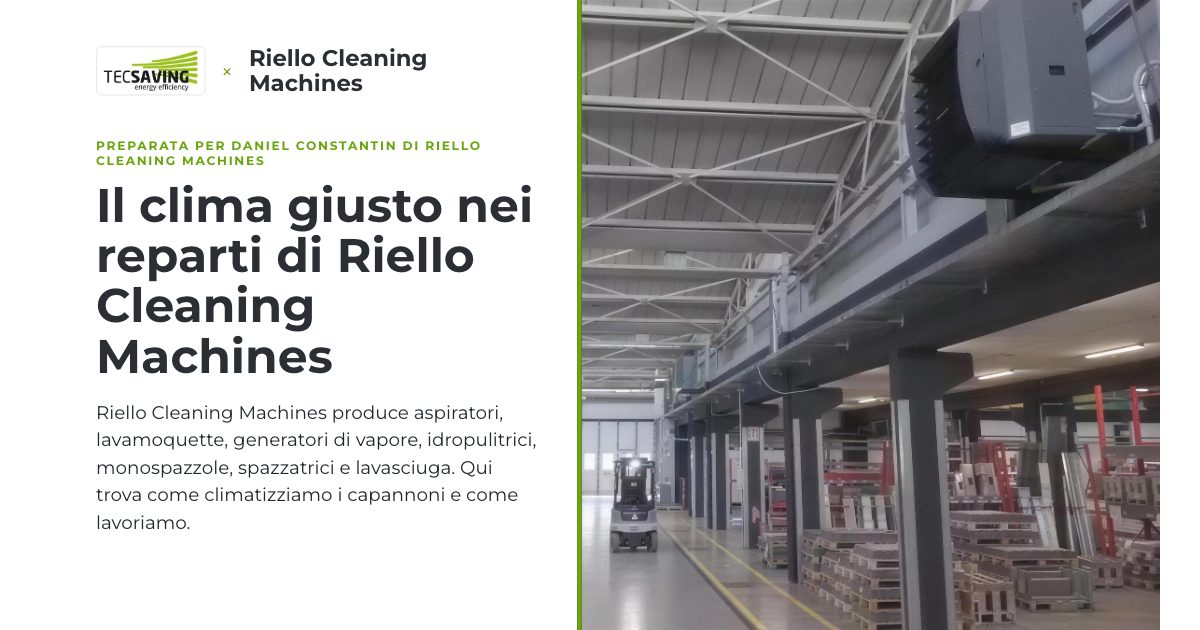 TECSAVING
energy efficiency
×
Riello Cleaning
Machines
PREPARATA PER DANIEL CONSTANTIN DI RIELLO
CLEANING MACHINES
Il clima giusto nei
reparti di Riello
Cleaning
Machines
Riello Cleaning Machines produce aspiratori,
lavamoquette, generatori di vapore, idropulitrici,
monospazzole, spazzatrici e lavasciuga. Qui
trova come climatizziamo i capannoni e come
lavoriamo.